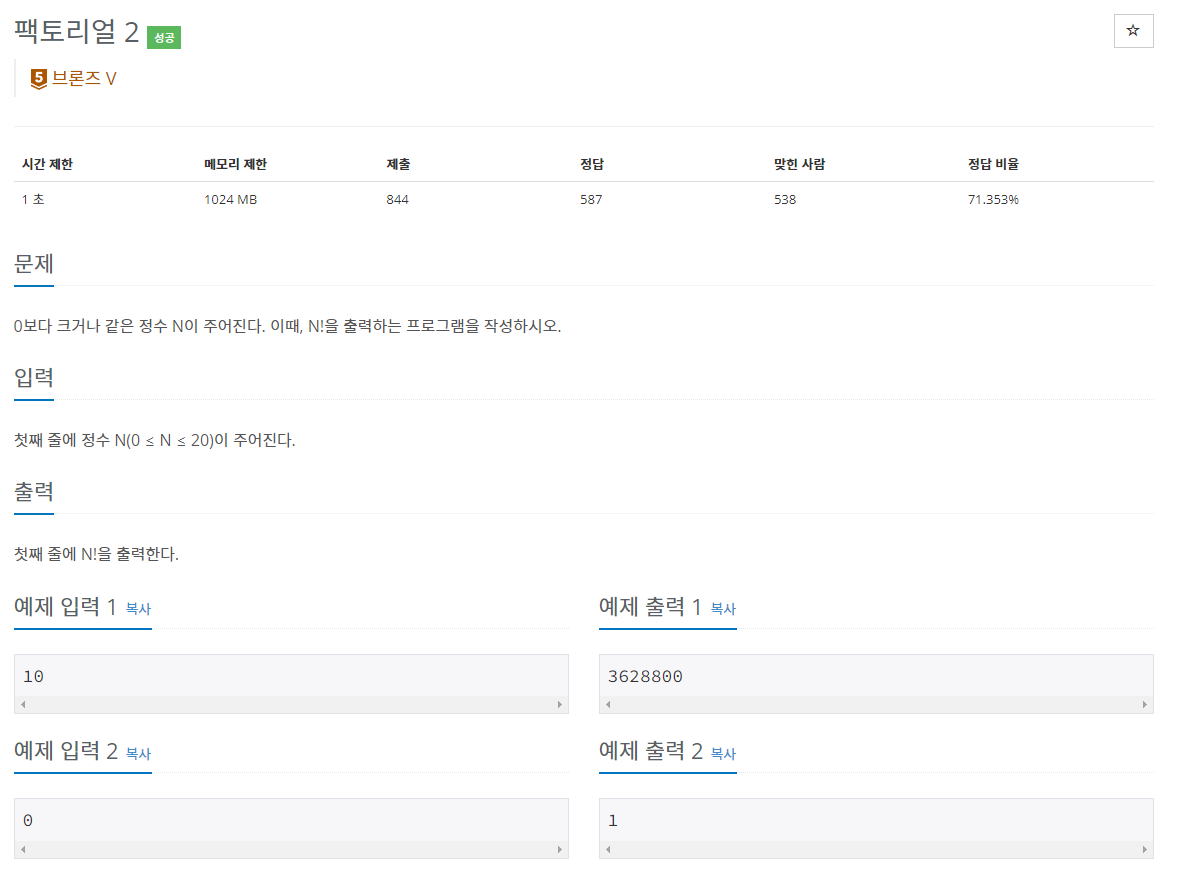 팩토리얼 2 성공
☆
5 브론즈 V
시간 제한 메모리 제한 제출 정답 맞힌 사람 정답 비율
1 초 1024 MB 844 587 538 71.353%
문제
0보다 크거나 같은 정수 N이 주어진다. 이때, N!을 출력하는 프로그램을 작성하시오.
입력
첫째 줄에 정수 N(0 ≤ N ≤ 20)이 주어진다.
출력
첫째 줄에 N!을 출력한다.
예제 입력 1 복사
10
예제 출력 1 복사
3628800
예제 입력 2 복사
0
예제 출력 2 복사
1